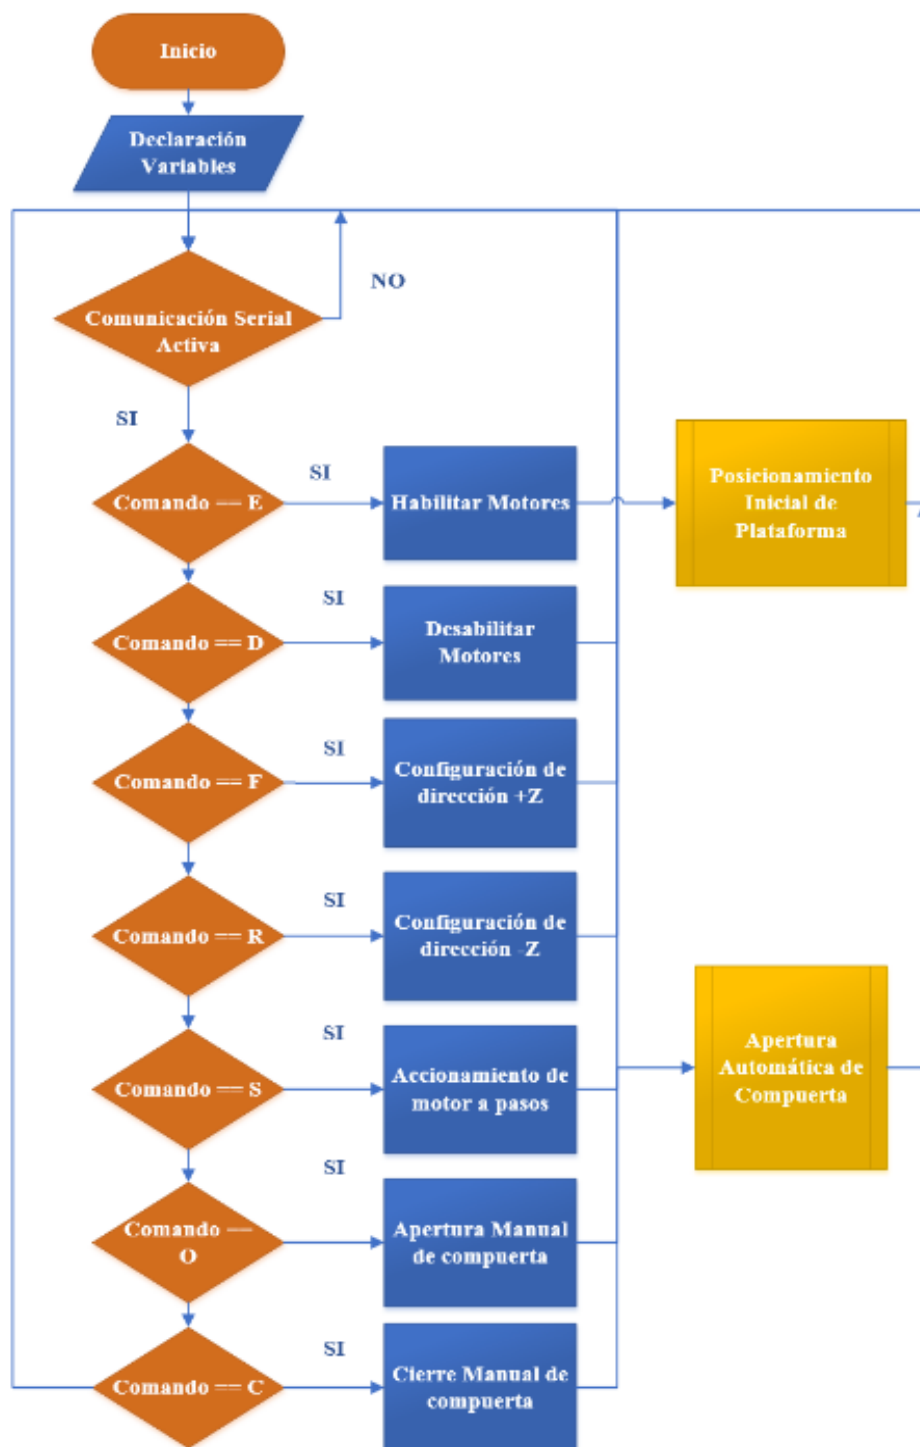 Inicio
Declaración
Variables
Comunicación Serial
Activa
NO
SI
Comando == E
SI
Habilitar Motores
Posicionamiento
Inicial de
Plataforma
Comando == D
SI
Desabilitar
Motores
Comando == F
SI
Configuración de
dirección +Z
Comando == R
SI
Configuración de
dirección -Z
Comando == S
SI
Accionamiento de
motor a pasos
Apertura
Automática de
Compuerta
Comando ==
O
SI
Apertura Manual
de compuerta
Comando == C
SI
Cierre Manual de
compuerta